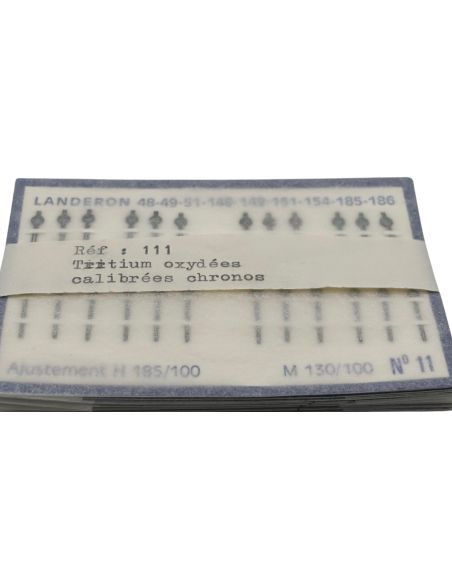 LANDERON 48-49-51-148-149-151-154-185-186
Réf : 111
Tritium oxydées
calibrées chronos
Ajustement H 185/100 M 130/100 Nº 11